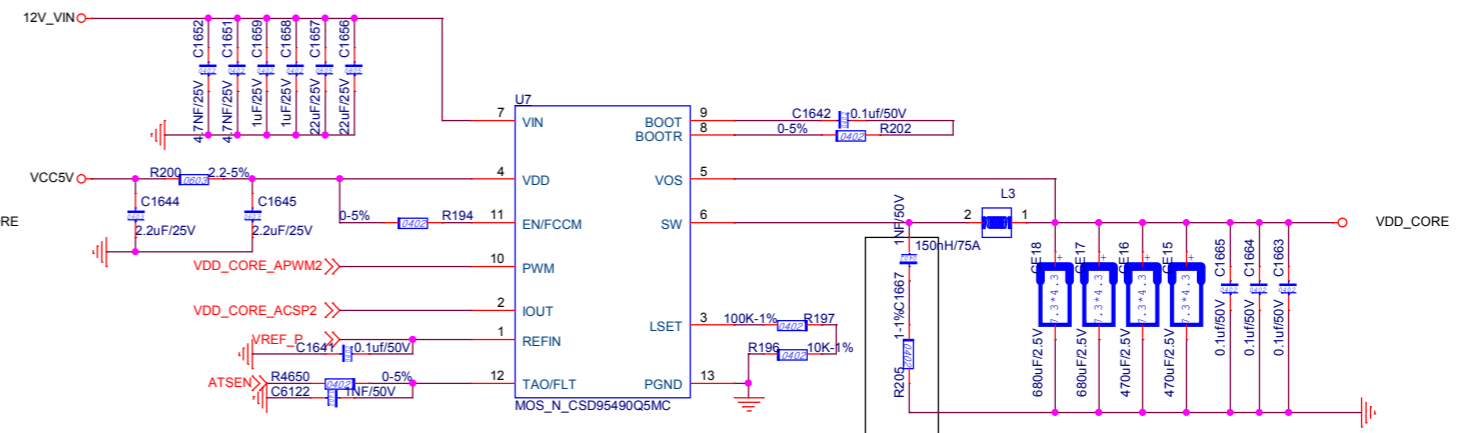 12V_VIN
C1652
C1651
C1659
C1658
C1657
C1656
0402
0402
0402
0402
0805
0805
4.7NF/25V
4.7NF/25V
1uF/25V
1uF/25V
22uF/25V
22uF/25V
U7
7
VIN
BOOT
9
C1642
0.1uf/50V
BOOTR
8
0-5%
0402
R202
VCC5V
R200
0603
2.2-5%
4
VDD
VOS
5
C1644
C1645
2.2uF/25V
2.2uF/25V
0-5%
0402
R194
11
EN/FCCM
SW
6
L3
2
1
VDD_CORE
RE
1NF/50V
150nH/75A
VDD_CORE_APWM2
10
PWM
VDD_CORE_ACSP2
2
IOUT
LSET
3
100K-1%
0402
R197
VREF_P
1
REFIN
C1641
0.1uf/50V
R196
0402
10K-1%
ATSEN
R4650
0402
0-5%
12
TAO/FLT
PGND
13
C6122
1NF/50V
MOS_N_CSD95490Q5MC
C1667
1-1%
0402
R205
CE18
CE17
CE16
CE15
+
+
+
+
7.3*4.3
7.3*4.3
7.3*4.3
7.3*4.3
680uF/2.5V
680uF/2.5V
470uF/2.5V
470uF/2.5V
C1665
C1664
C1663
0.1uf/50V
0.1uf/50V
0.1uf/50V